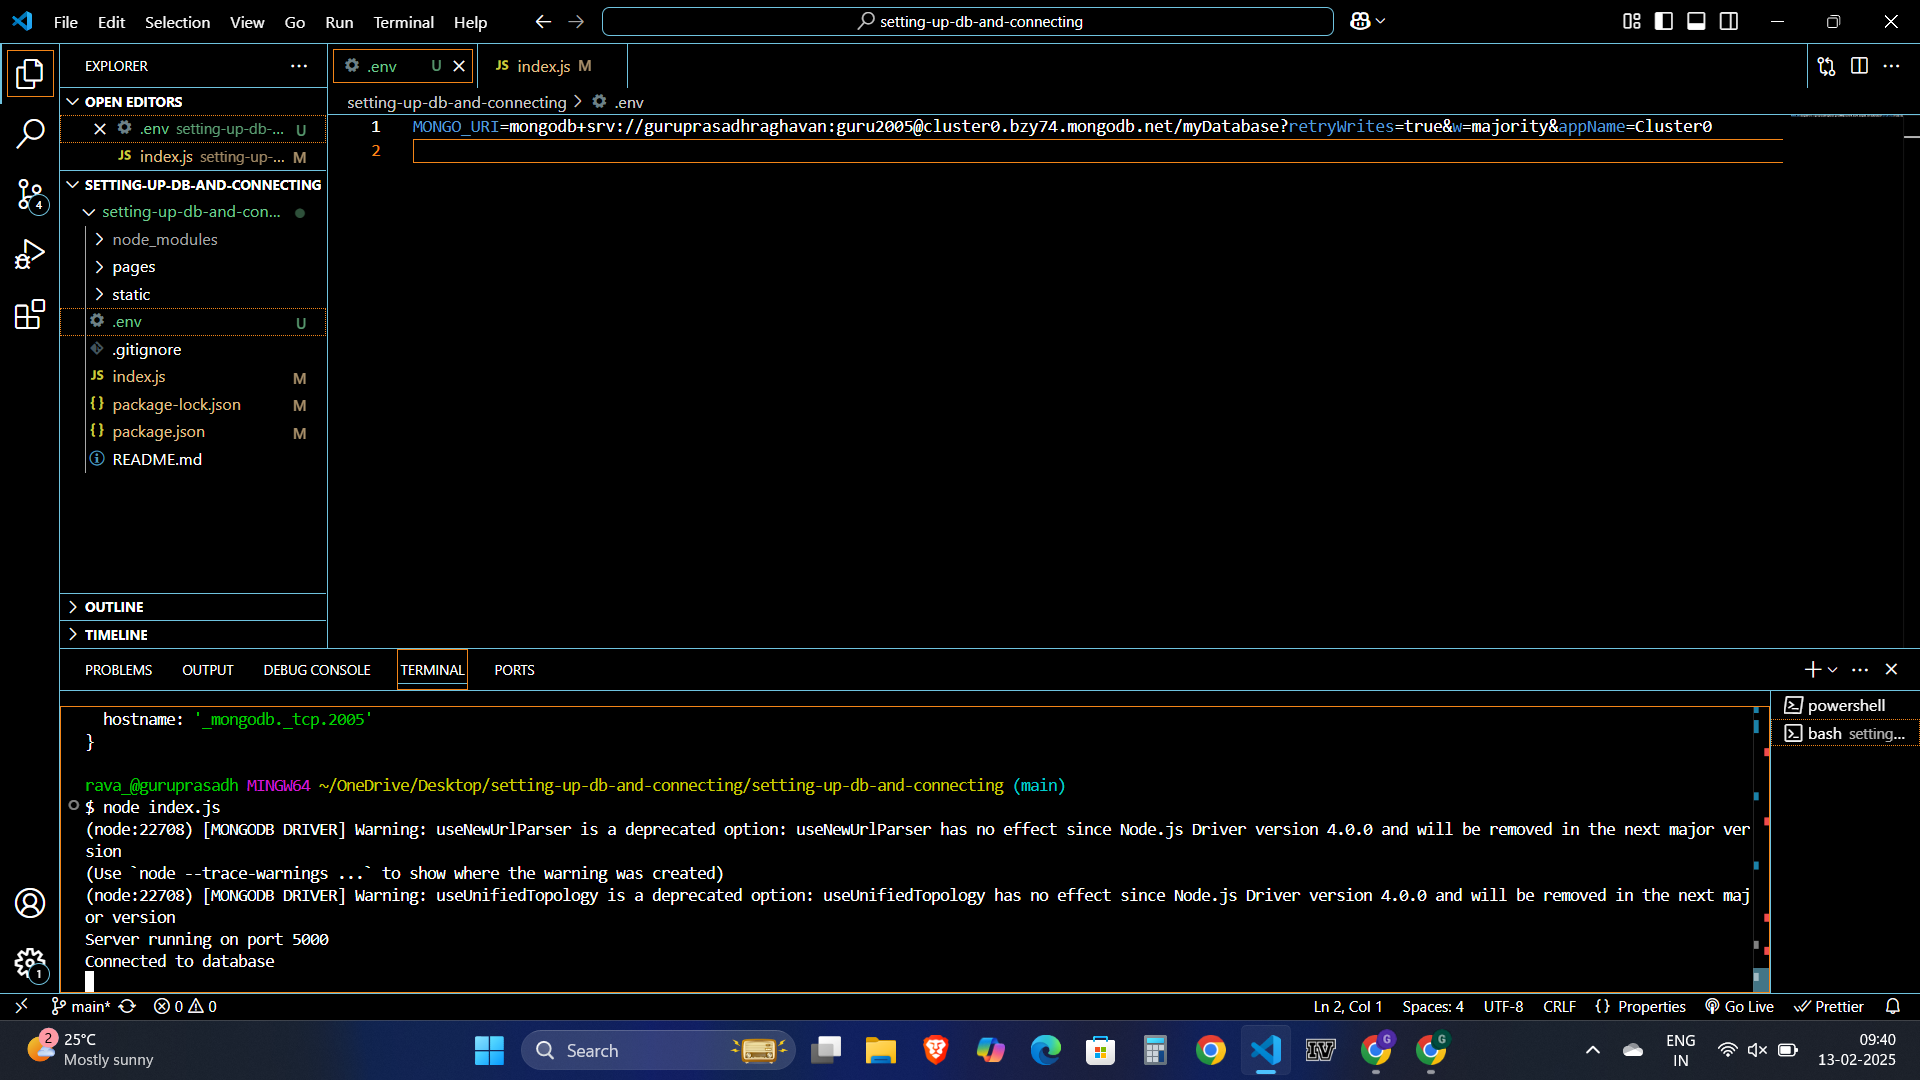 File Edit Selection View Go Run Terminal Help
setting-up-db-and-connecting
EXPLORER
OPEN EDITORS
.env setting-up-db-... U
JS index.js setting-up-... M
SETTING-UP-DB-AND-CONNECTING
setting-up-db-and-con...
node_modules
pages
static
.env U
.gitignore
JS index.js M
{} package-lock.json M
{} package.json M
README.md
OUTLINE
TIMELINE
4
1
.env U
JS index.js M
setting-up-db-and-connecting > .env
1 MONGO_URI=mongodb+srv://guruprasadhraghavan:guru2005@cluster0.bzy74.mongodb.net/myDatabase?retryWrites=true&w=majority&appName=Cluster0
2
PROBLEMS OUTPUT DEBUG CONSOLE TERMINAL PORTS
hostname: '_mongodb._tcp.2005'
}
rava_@guruprasadh MINGW64 ~/OneDrive/Desktop/setting-up-db-and-connecting/setting-up-db-and-connecting (main)
$ node index.js
(node:22708) [MONGODB DRIVER] Warning: useNewUrlParser is a deprecated option: useNewUrlParser has no effect since Node.js Driver version 4.0.0 and will be removed in the next major ver
sion
(Use `node --trace-warnings ...` to show where the warning was created)
(node:22708) [MONGODB DRIVER] Warning: useUnifiedTopology is a deprecated option: useUnifiedTopology has no effect since Node.js Driver version 4.0.0 and will be removed in the next maj
or version
Server running on port 5000
Connected to database
powershell
bash setting...
main* 0 0
Ln 2, Col 1 Spaces: 4 UTF-8 CRLF {} Properties Go Live Prettier
2
25°C
Mostly sunny
Search
IV
G
G
ENG
IN
09:40
13-02-2025